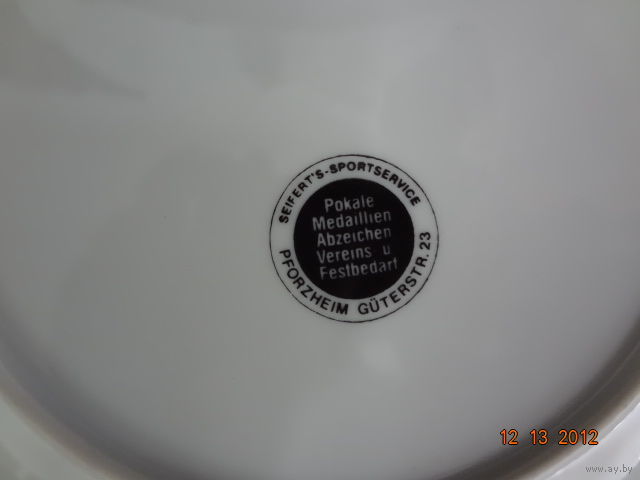 SEIFERT'S-SPORTSERVICE
Pokale
Medaillien
Abzeichen
Vereins u
Festbedarf
PFORZHEIM GÜTERSTR. 23
12 13 2012
www.ay.by